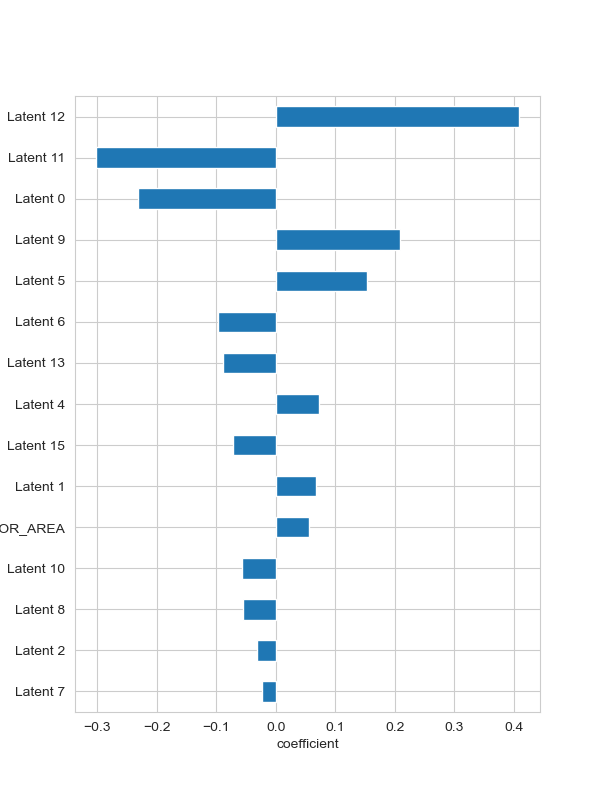 Latent 12
Latent 11
Latent 0
Latent 9
Latent 5
Latent 6
Latent 13
Latent 4
Latent 15
Latent 1
OR_AREA
Latent 10
Latent 8
Latent 2
Latent 7
−0.3 −0.2 −0.1 0.0 0.1 0.2 0.3 0.4
coefficient